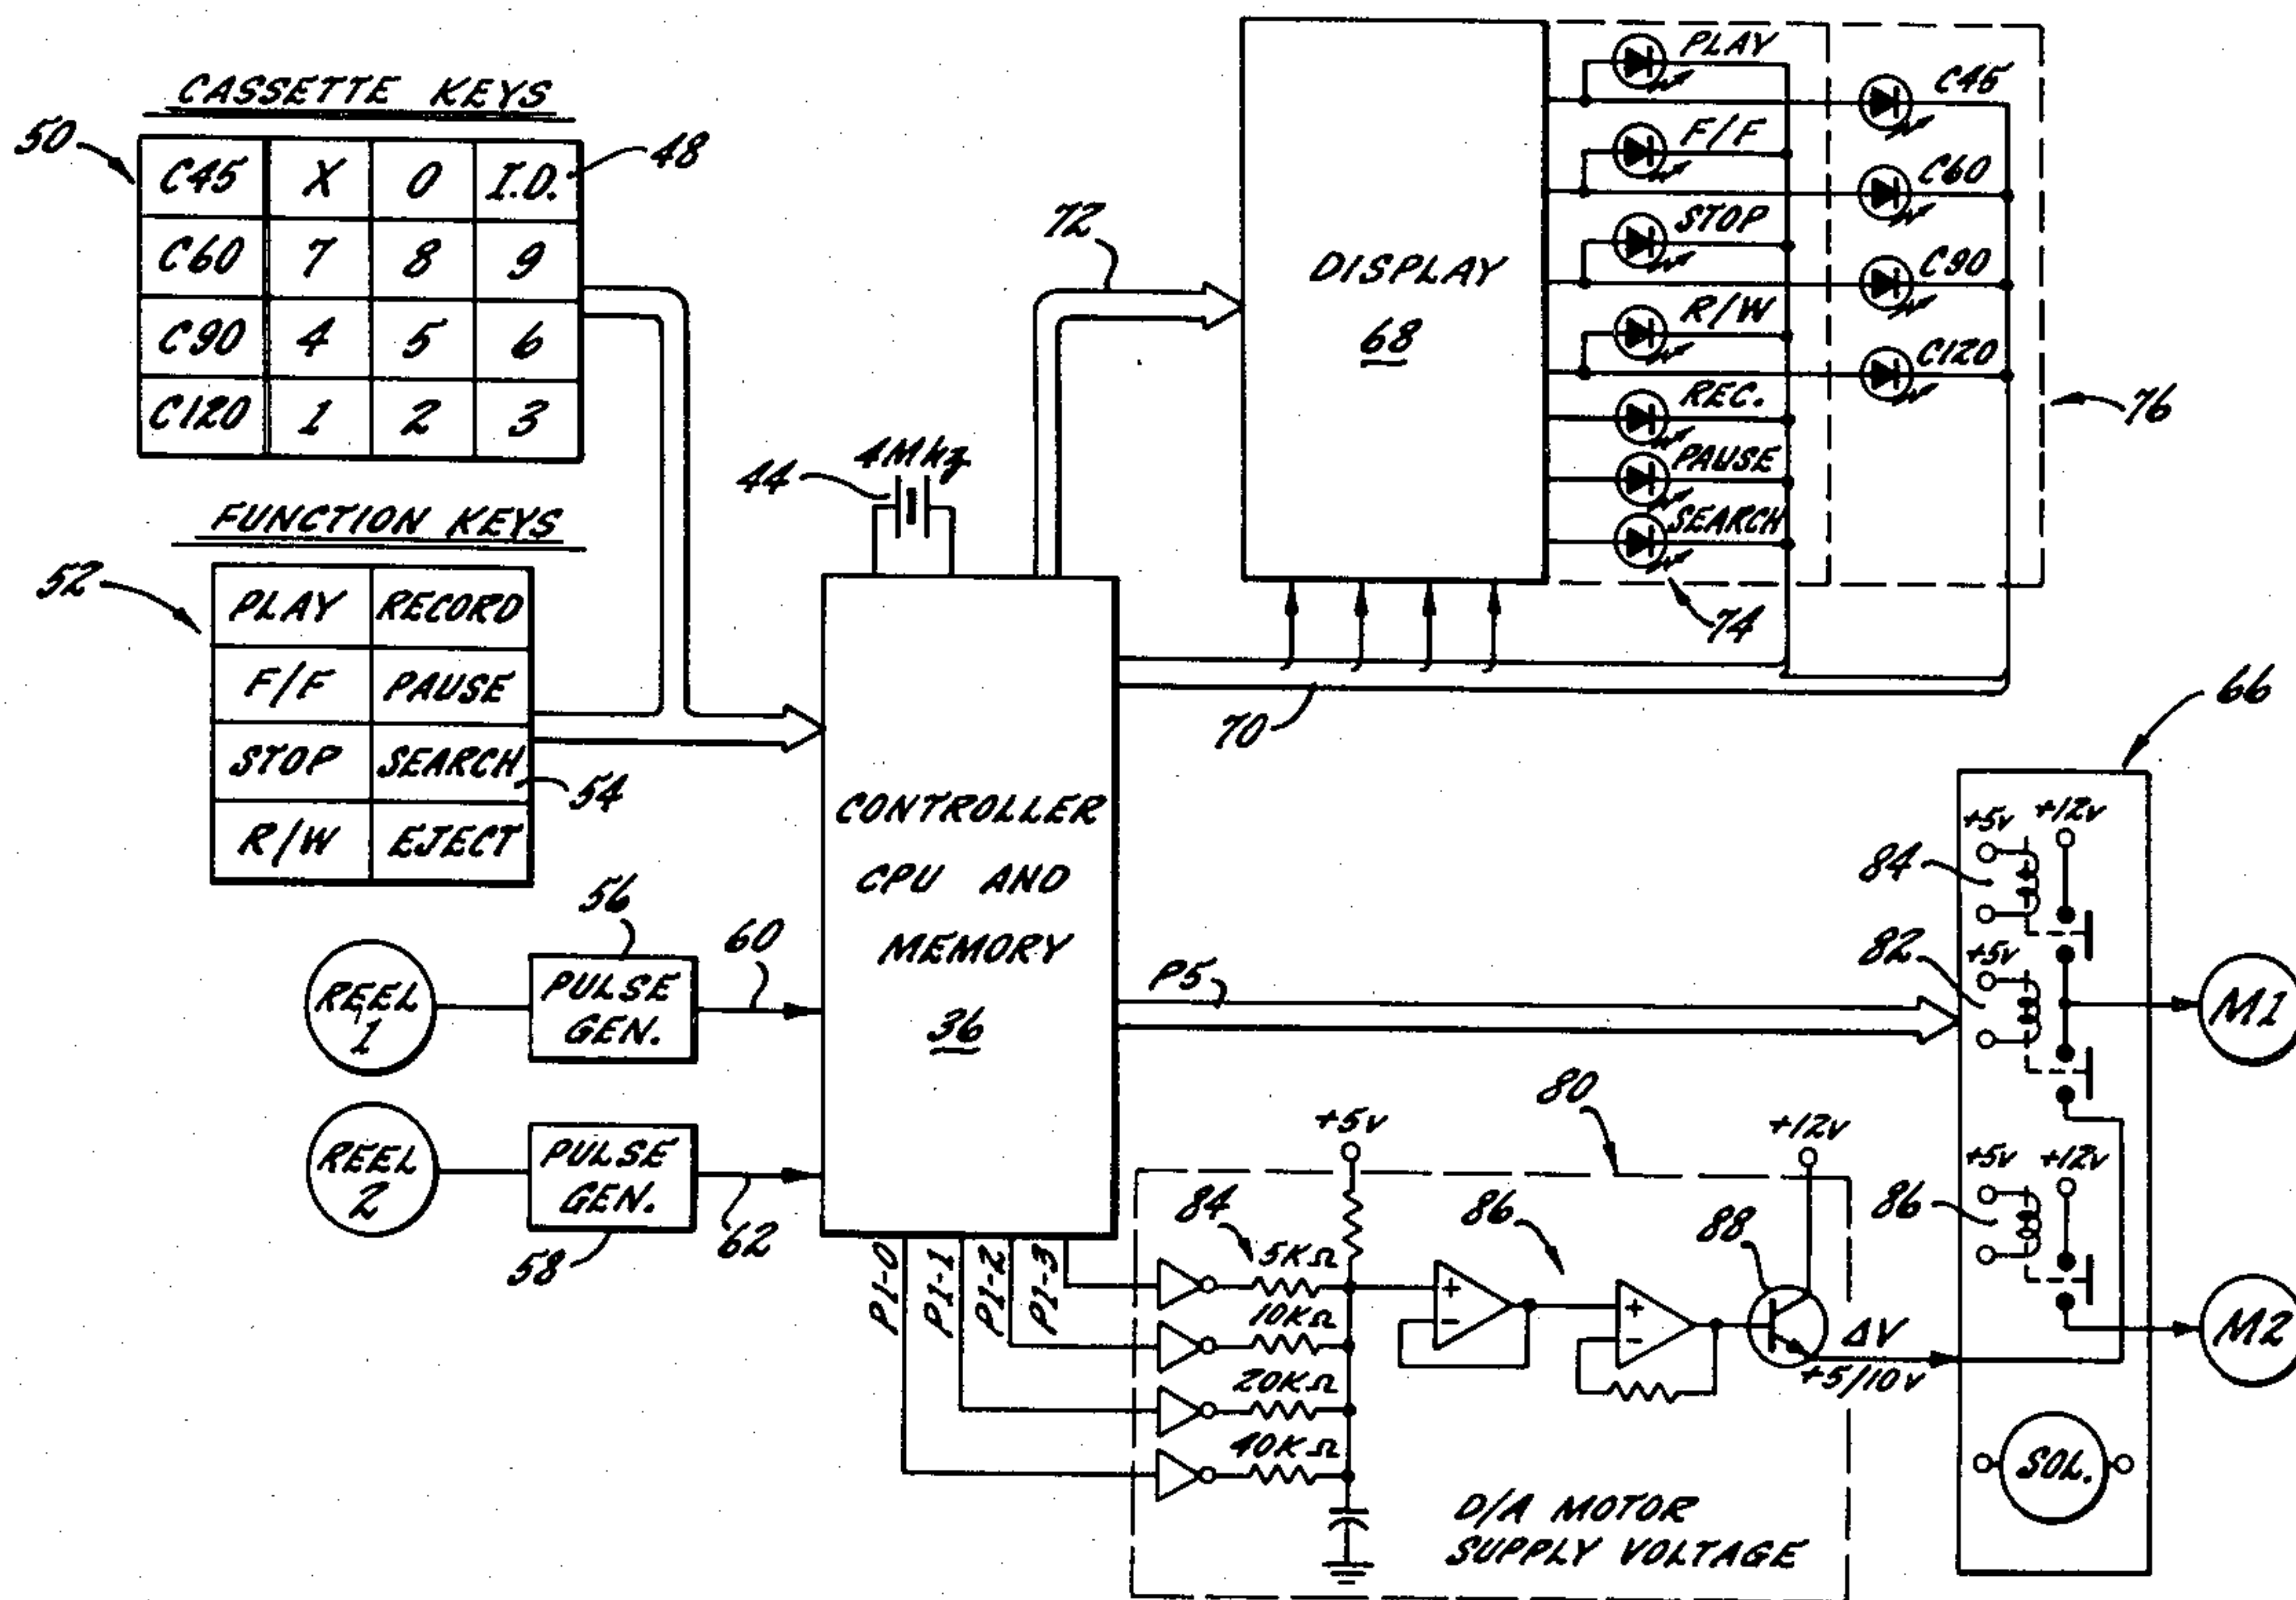 CASSETTE KEYS
50
C45 X 0 I.D.
48
C60 7 8 9
C90 4 5 6
C120 1 2 3
FUNCTION KEYS
52
PLAY RECORD
F/F PAUSE
STOP SEARCH
54
R/W EJECT
REEL
1
56
PULSE
GEN.
60
REEL
2
PULSE
GEN.
58
62
44
4Mhz
CONTROLLER
CPU AND
MEMORY
36
P1-0
P1-1
P1-2
P1-3
72
DISPLAY
68
PLAY
F/F
STOP
R/W
REC.
PAUSE
SEARCH
C45
C60
C90
C120
76
74
70
P5
66
+5v +12v
84
82
+5v
M1
+5v +12v
86
M2
SOL.
80
+5v
+12v
84
5KΩ
10KΩ
20KΩ
40KΩ
86
88
ΔV
+5/10v
D/A MOTOR
SUPPLY VOLTAGE